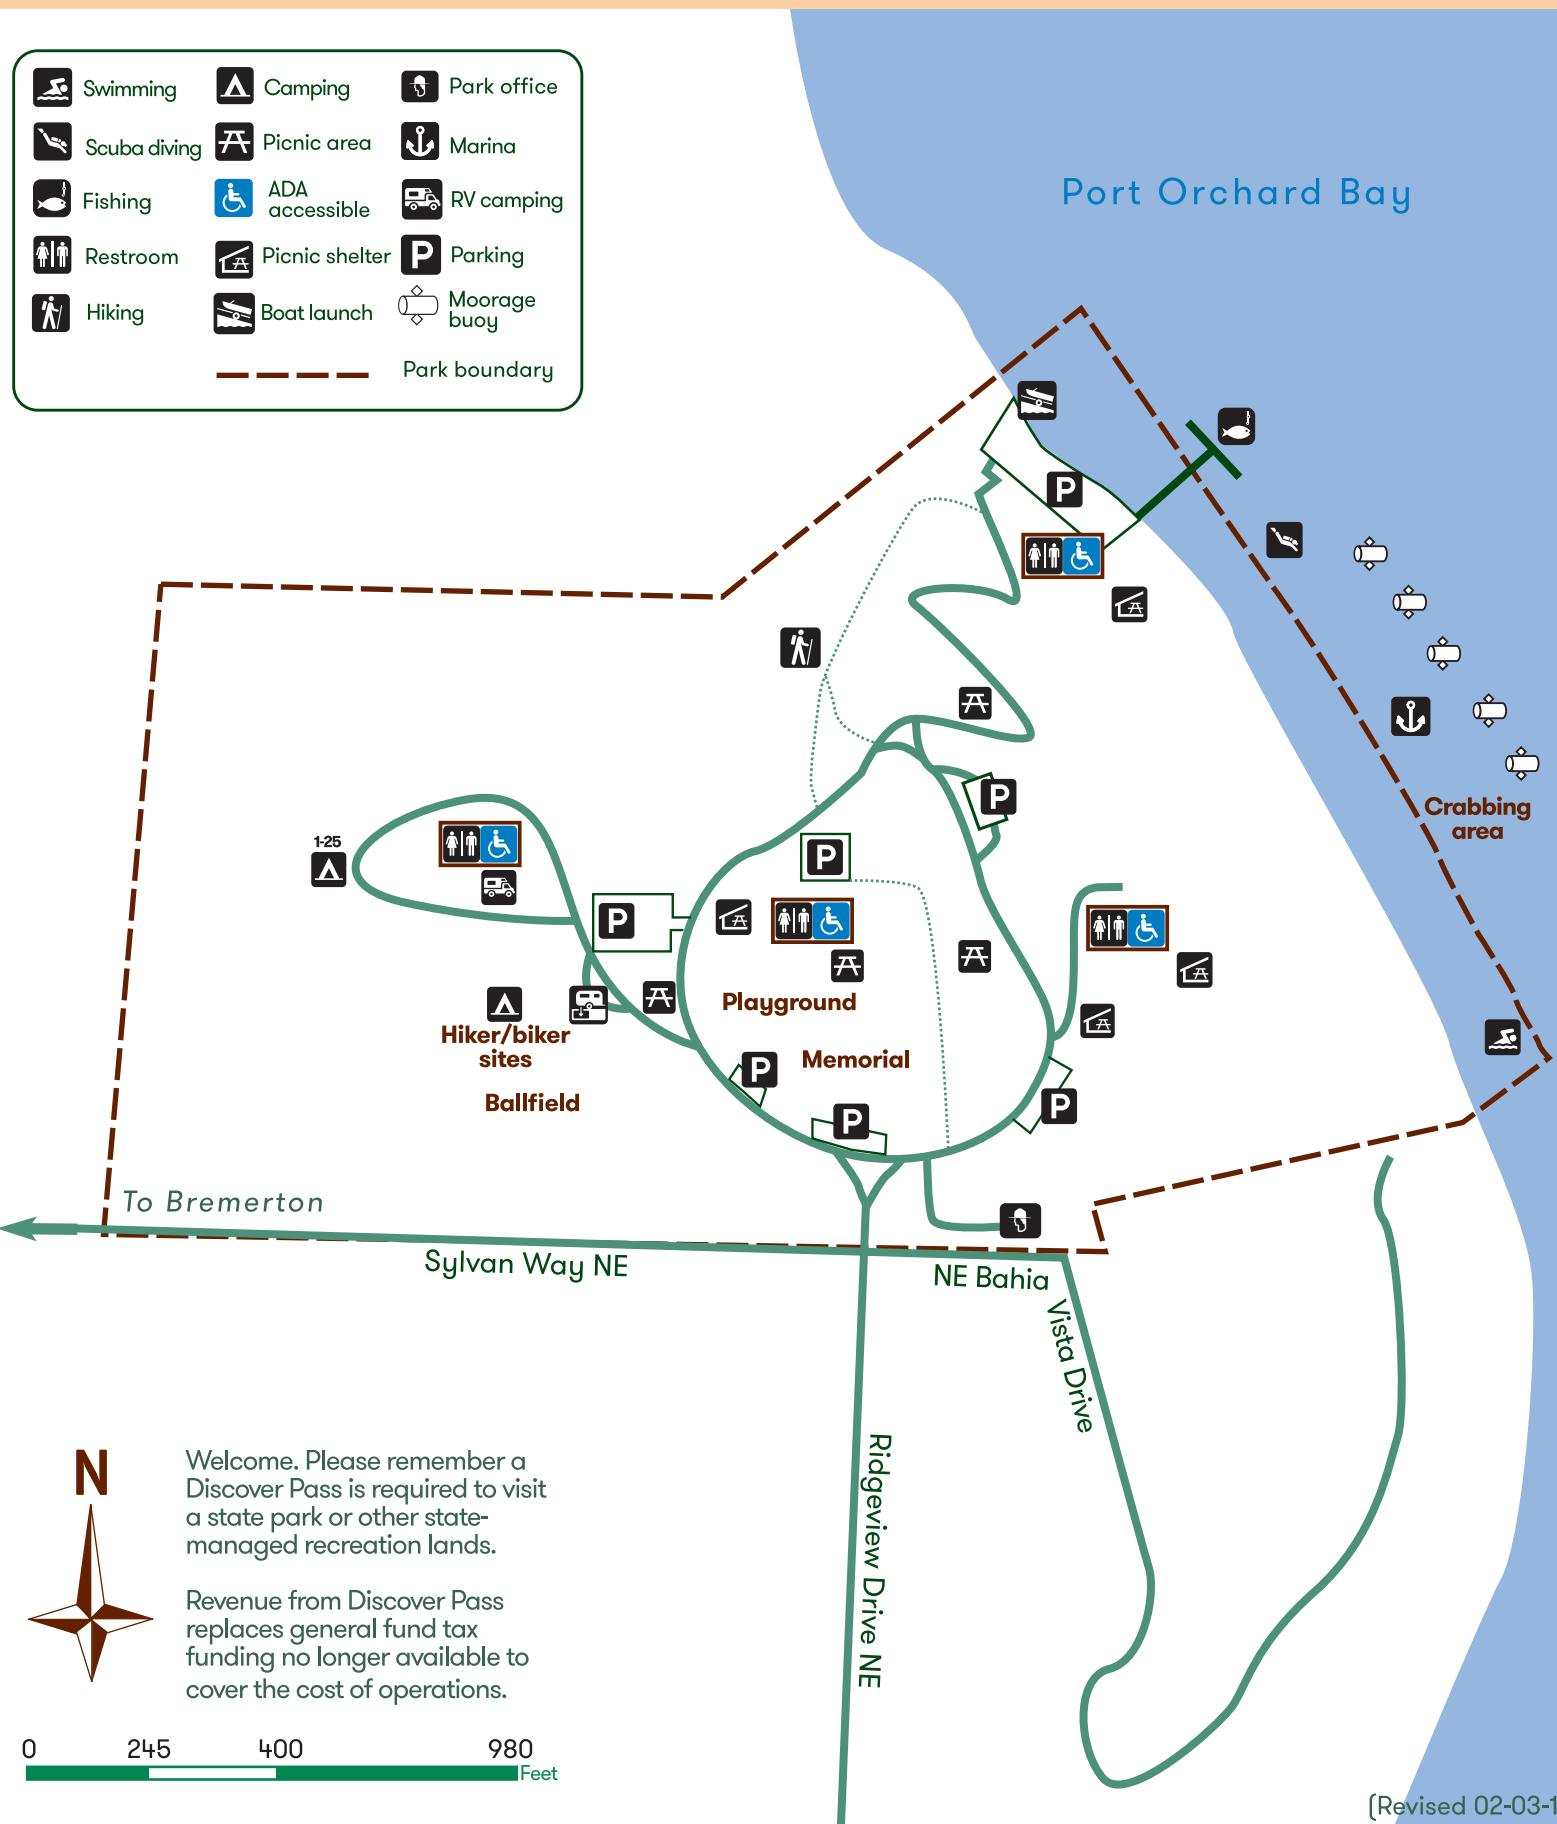 Swimming
Camping
Park office
Scuba diving
Picnic area
Marina
Fishing
ADA
accessible
RV camping
Restroom
Picnic shelter
P
Parking
Hiking
Boat launch
Moorage
buoy
Park boundary
Port Orchard Bay
P
P
Crabbing
area
1-25
P
P
Playground
Hiker/biker
sites
Memorial
P
Ballfield
P
P
To Bremerton
Sylvan Way NE
NE Bahia
Vista Drive
Ridgeview Drive NE
N
Welcome. Please remember a
Discover Pass is required to visit
a state park or other state-
managed recreation lands.
Revenue from Discover Pass
replaces general fund tax
funding no longer available to
cover the cost of operations.
0 245 400 980
Feet
(Revised 02-03-1